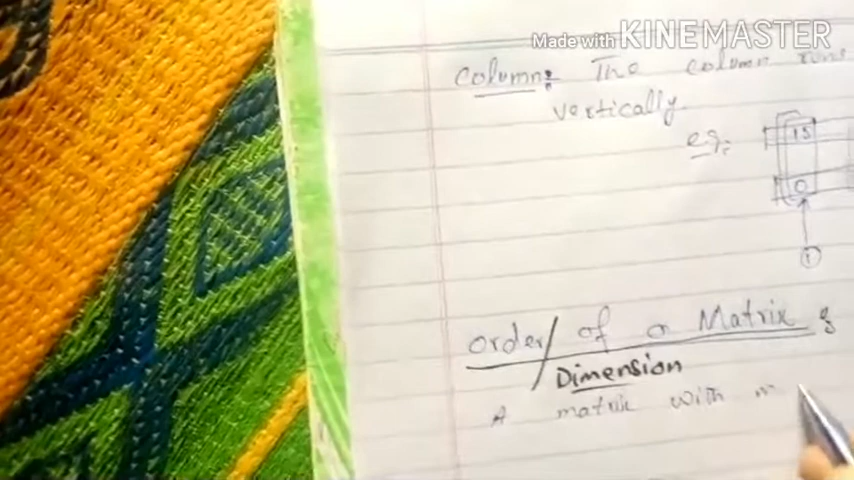 Made with KINEMASTER
Column: The column runs
vertically.
eg:
15
0
1
Order/ of a Matrix :
Dimension
A matrix with m